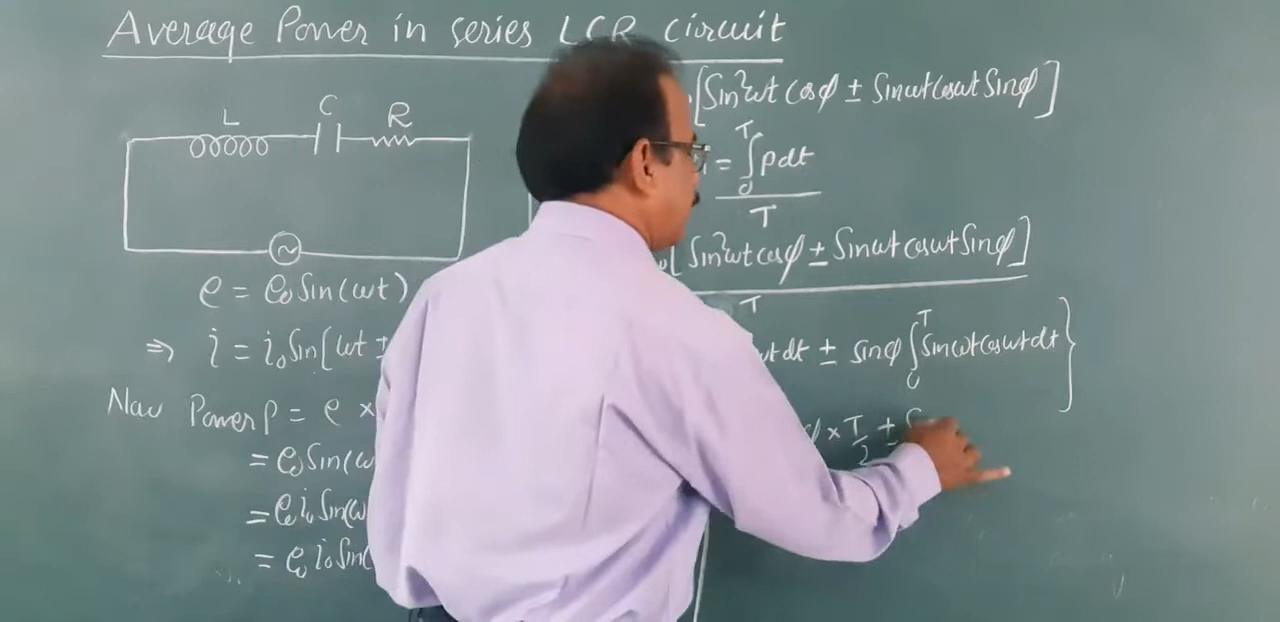 Average Power in series LCR circuit
L C R
e = e₀ Sin(ωt)
⇒ i = i₀ Sin[ωt ±
Now Power P = e ×
= e₀ Sin(ω
= e₀ i₀ Sin(ω
= e₀ i₀ Sin(
[Sin²ωt cosφ ± Sinωt cosωt Sinφ]
= ∫₀ᵀ P dt
T
[Sin²ωt cosφ ± Sinωt cosωt Sinφ]
T
ωt dt ± sinφ ∫₀ᵀ sinωt cosωt dt }
φ × T/2 ± S